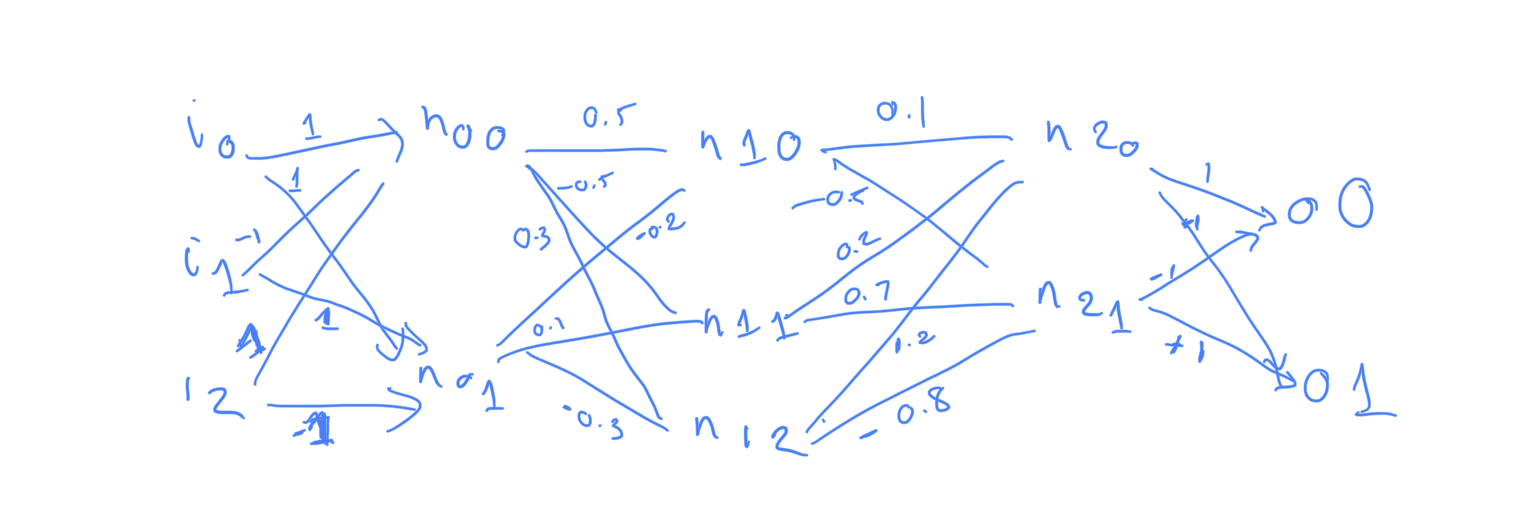 i0 1 n00 0.5 n10 0.1 n20 1 o0
1 -0.5 -0.5
0.3 -0.2 0.2
i1 -1 1 0.7 n11 0.7 n21 -1
1 1.2 +1
i2 -1 n01 -0.3 n12 -0.8 o1